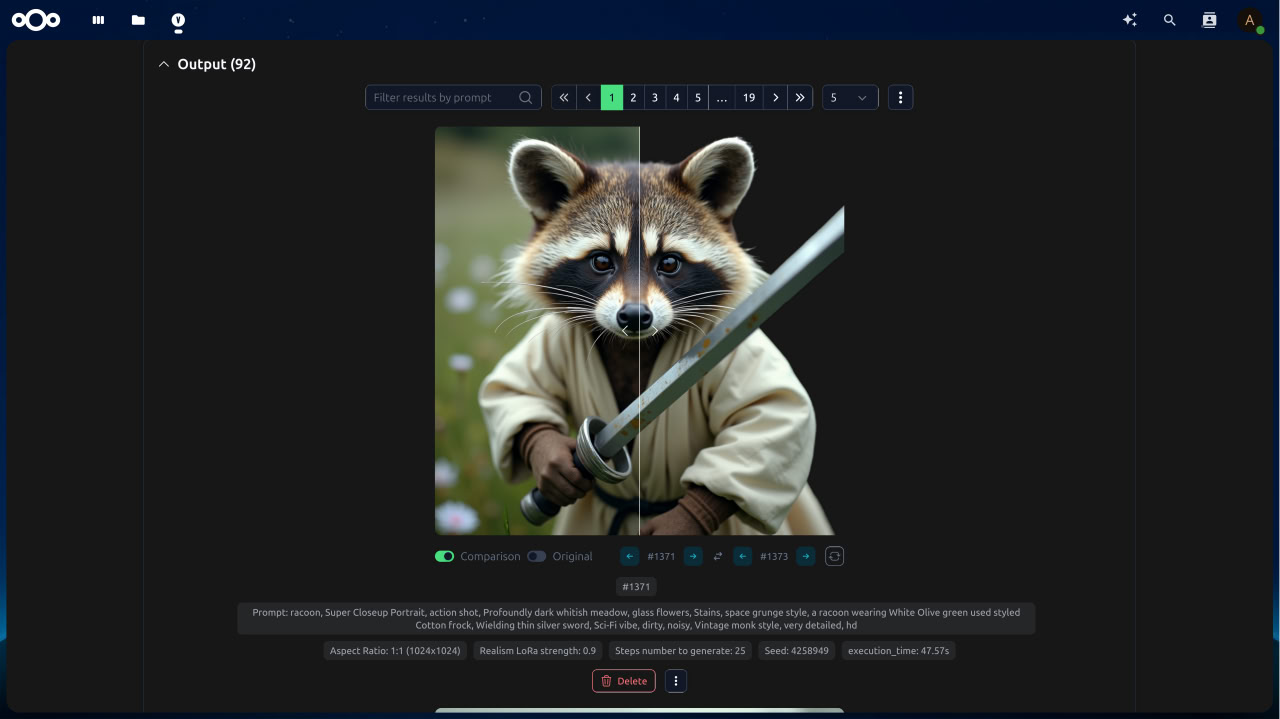 V
A
Output (92)
Filter results by prompt
1 2 3 4 5 ... 19
5
Comparison Original #1371 #1373
#1371
Prompt: racoon, Super Closeup Portrait, action shot, Profoundly dark whitish meadow, glass flowers, Stains, space grunge style, a racoon wearing White Olive green used styled
Cotton frock, Wielding thin silver sword, Sci-Fi vibe, dirty, noisy, Vintage monk style, very detailed, hd
Aspect Ratio: 1:1 (1024x1024) Realism LoRa strength: 0.9 Steps number to generate: 25 Seed: 4258949 execution_time: 47.57s
Delete